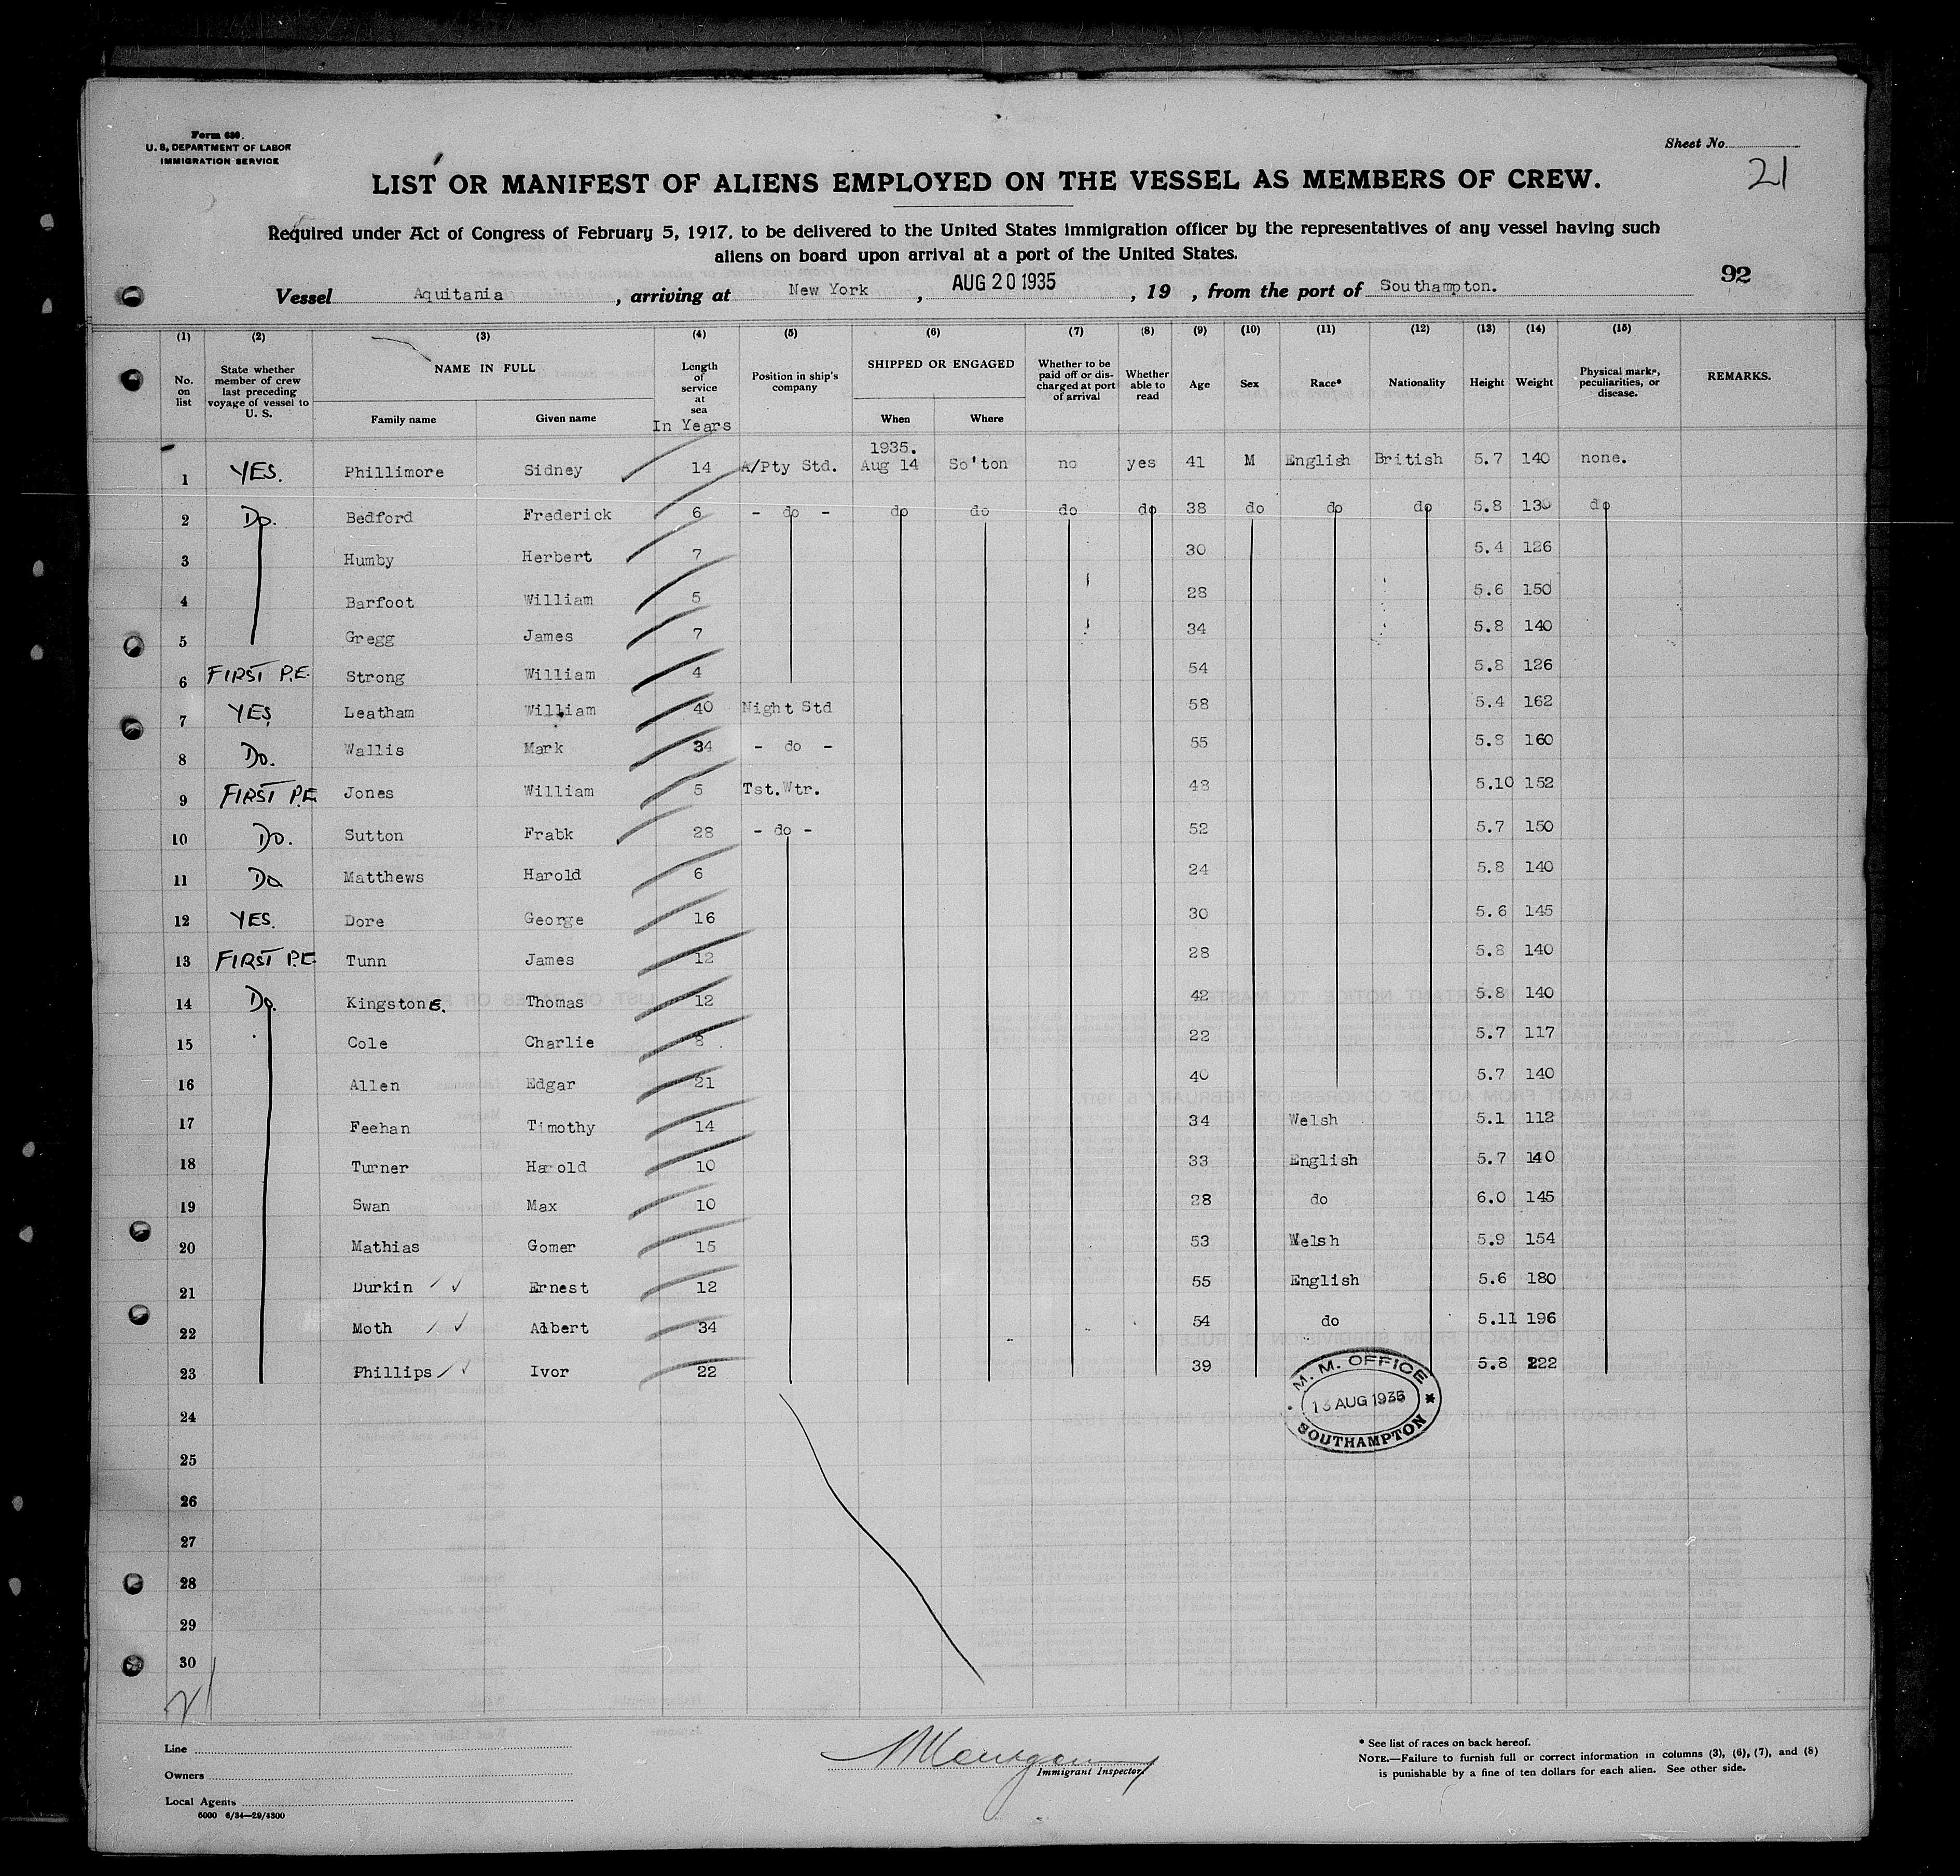 Form 680.
U. S. DEPARTMENT OF LABOR
IMMIGRATION SERVICE
Sheet No.
21
LIST OR MANIFEST OF ALIENS EMPLOYED ON THE VESSEL AS MEMBERS OF CREW.
Required under Act of Congress of February 5, 1917, to be delivered to the United States immigration officer by the representatives of any vessel having such
aliens on board upon arrival at a port of the United States.
92
Vessel Aquitania, arriving at New York, AUG 20 1935, 19 , from the port of Southampton.
(1) (2) (3) (4) (5) (6) (7) (8) (9) (10) (11) (12) (13) (14) (15)
No. on list
State whether member of crew last preceding voyage of vessel to U. S.
NAME IN FULL
Family name
Given name
Length of service at sea
In Years
Position in ship's company
SHIPPED OR ENGAGED
When
Where
Whether to be paid off or discharged at port of arrival
Whether able to read
Age
Sex
Race*
Nationality
Height
Weight
Physical marks, peculiarities, or disease.
REMARKS.
1935.
1 YES. Phillimore Sidney 14 A/Pty Std. Aug 14 So'ton no yes 41 M English British 5.7 140 none.
2 Do. Bedford Frederick 6 - do - do do do do 38 do do do 5.8 130 do
3 Humby Herbert 7 30 5.4 126
4 Barfoot William 5 28 5.6 150
5 Gregg James 7 34 5.8 140
6 FIRST P.E. Strong William 4 54 5.8 126
7 YES Leatham William 40 Night Std 58 5.4 162
8 Do. Wallis Mark 34 - do - 55 5.8 160
9 FIRST P.E Jones William 5 Tst.Wtr. 48 5.10 152
10 Do. Sutton Frabk 28 - do - 52 5.7 150
11 Do Matthews Harold 6 24 5.8 140
12 YES. Dore George 16 30 5.6 145
13 FIRST P.E Tunn James 12 28 5.8 140
14 Do. KingstonE. Thomas 12 42 5.8 140
15 Cole Charlie 8 22 5.7 117
16 Allen Edgar 21 40 5.7 140
17 Feehan Timothy 14 34 Welsh 5.1 112
18 Turner Harold 10 33 English 5.7 140
19 Swan Max 10 28 do 6.0 145
20 Mathias Gomer 15 53 Welsh 5.9 154
21 Durkin Ernest 12 55 English 5.6 180
22 Moth Albert 34 54 do 5.11 196
23 Phillips Ivor 22 39 5.8 222
M. M. OFFICE
13 AUG 1935
SOUTHAMPTON
24
25
26
27
28
29
30
21
Line
Owners
Local Agents
6000 6/34—29/4300
Immigrant Inspector
* See list of races on back hereof.
NOTE.—Failure to furnish full or correct information in columns (3), (6), (7), and (8)
is punishable by a fine of ten dollars for each alien. See other side.